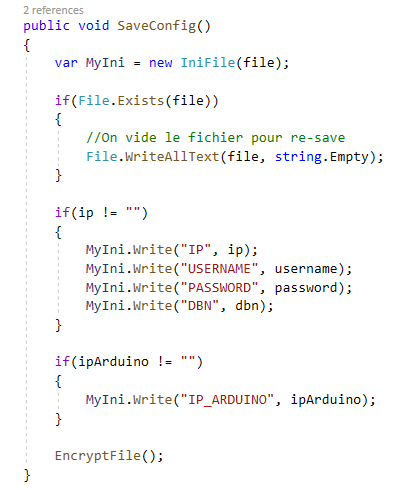 2 references
public void SaveConfig()
{
    var MyIni = new IniFile(file);

    if(File.Exists(file))
    {
        //On vide le fichier pour re-save
        File.WriteAllText(file, string.Empty);
    }

    if(ip != "")
    {
        MyIni.Write("IP", ip);
        MyIni.Write("USERNAME", username);
        MyIni.Write("PASSWORD", password);
        MyIni.Write("DBN", dbn);
    }

    if(ipArduino != "")
    {
        MyIni.Write("IP_ARDUINO", ipArduino);
    }

    EncryptFile();
}